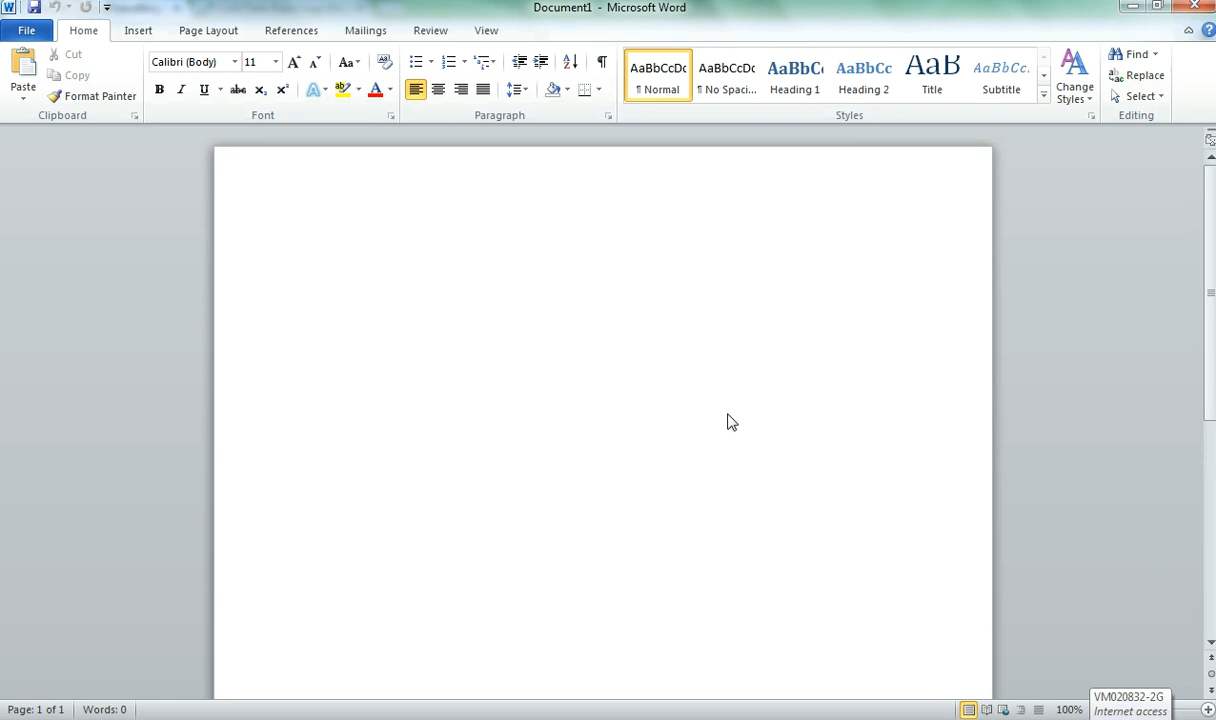 Document1 - Microsoft Word
File Home Insert Page Layout References Mailings Review View
Paste
Cut
Copy
Format Painter
Clipboard
Calibri (Body) 11
Font
Paragraph
AaBbCcDc AaBbCcDc AaBbC AaBbCc AaB AaBbCc.
¶ Normal ¶ No Spaci... Heading 1 Heading 2 Title Subtitle
Change Styles
Styles
Find
Replace
Select
Editing
Page: 1 of 1 Words: 0
100%
VM020832-2G
Internet access